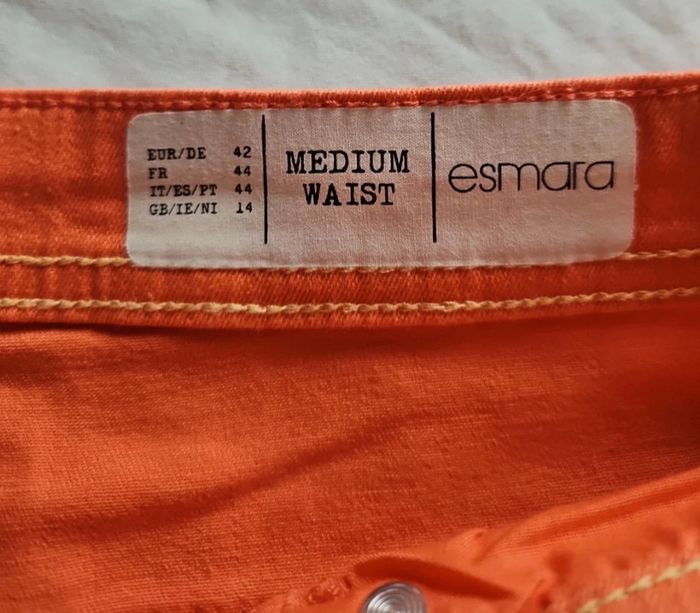 EUR/DE 42
FR 44
IT/ES/PT 44
GB/IE/NI 14
MEDIUM
WAIST
esmara